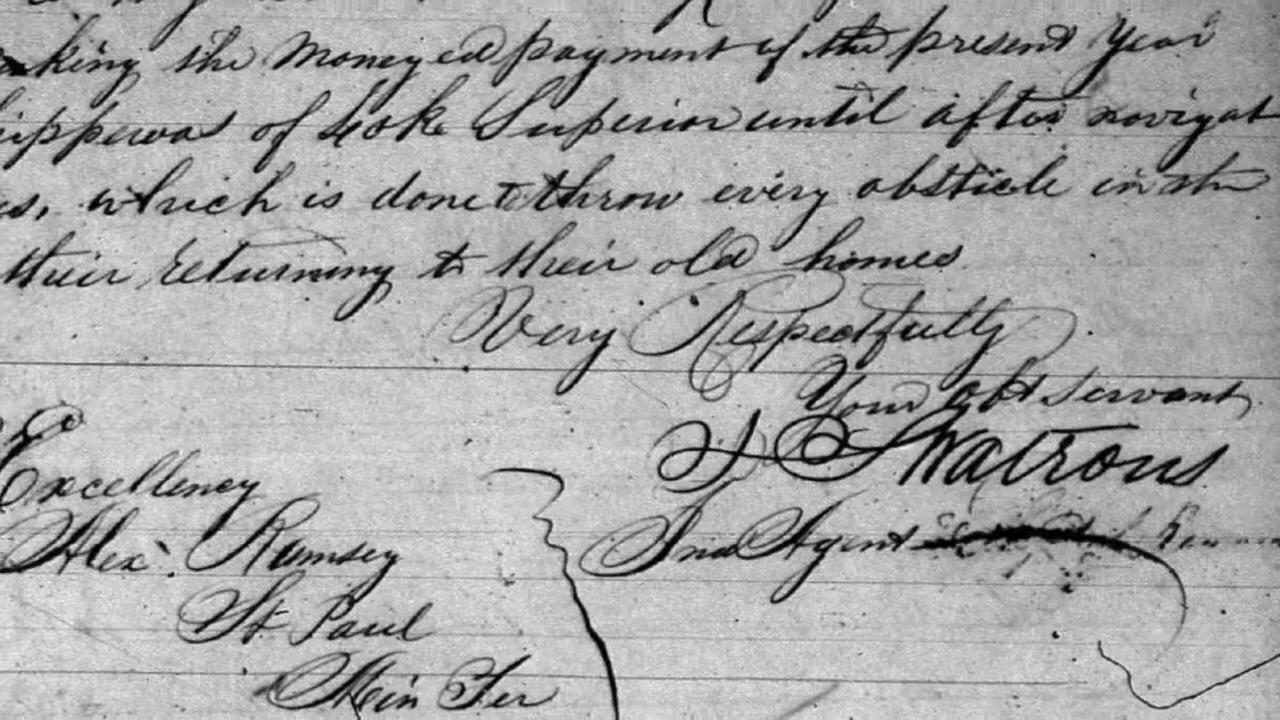 aking the moneyed payment of the present year
ippewas of Lake Superior until after navigat
es, which is done to throw every obsticle in the
their returning to their old homes
Very Respectfully
Your obt servant
J S Watrous
Ind Agent
Excellency
Alex. Ramsey
St Paul
Min Ter